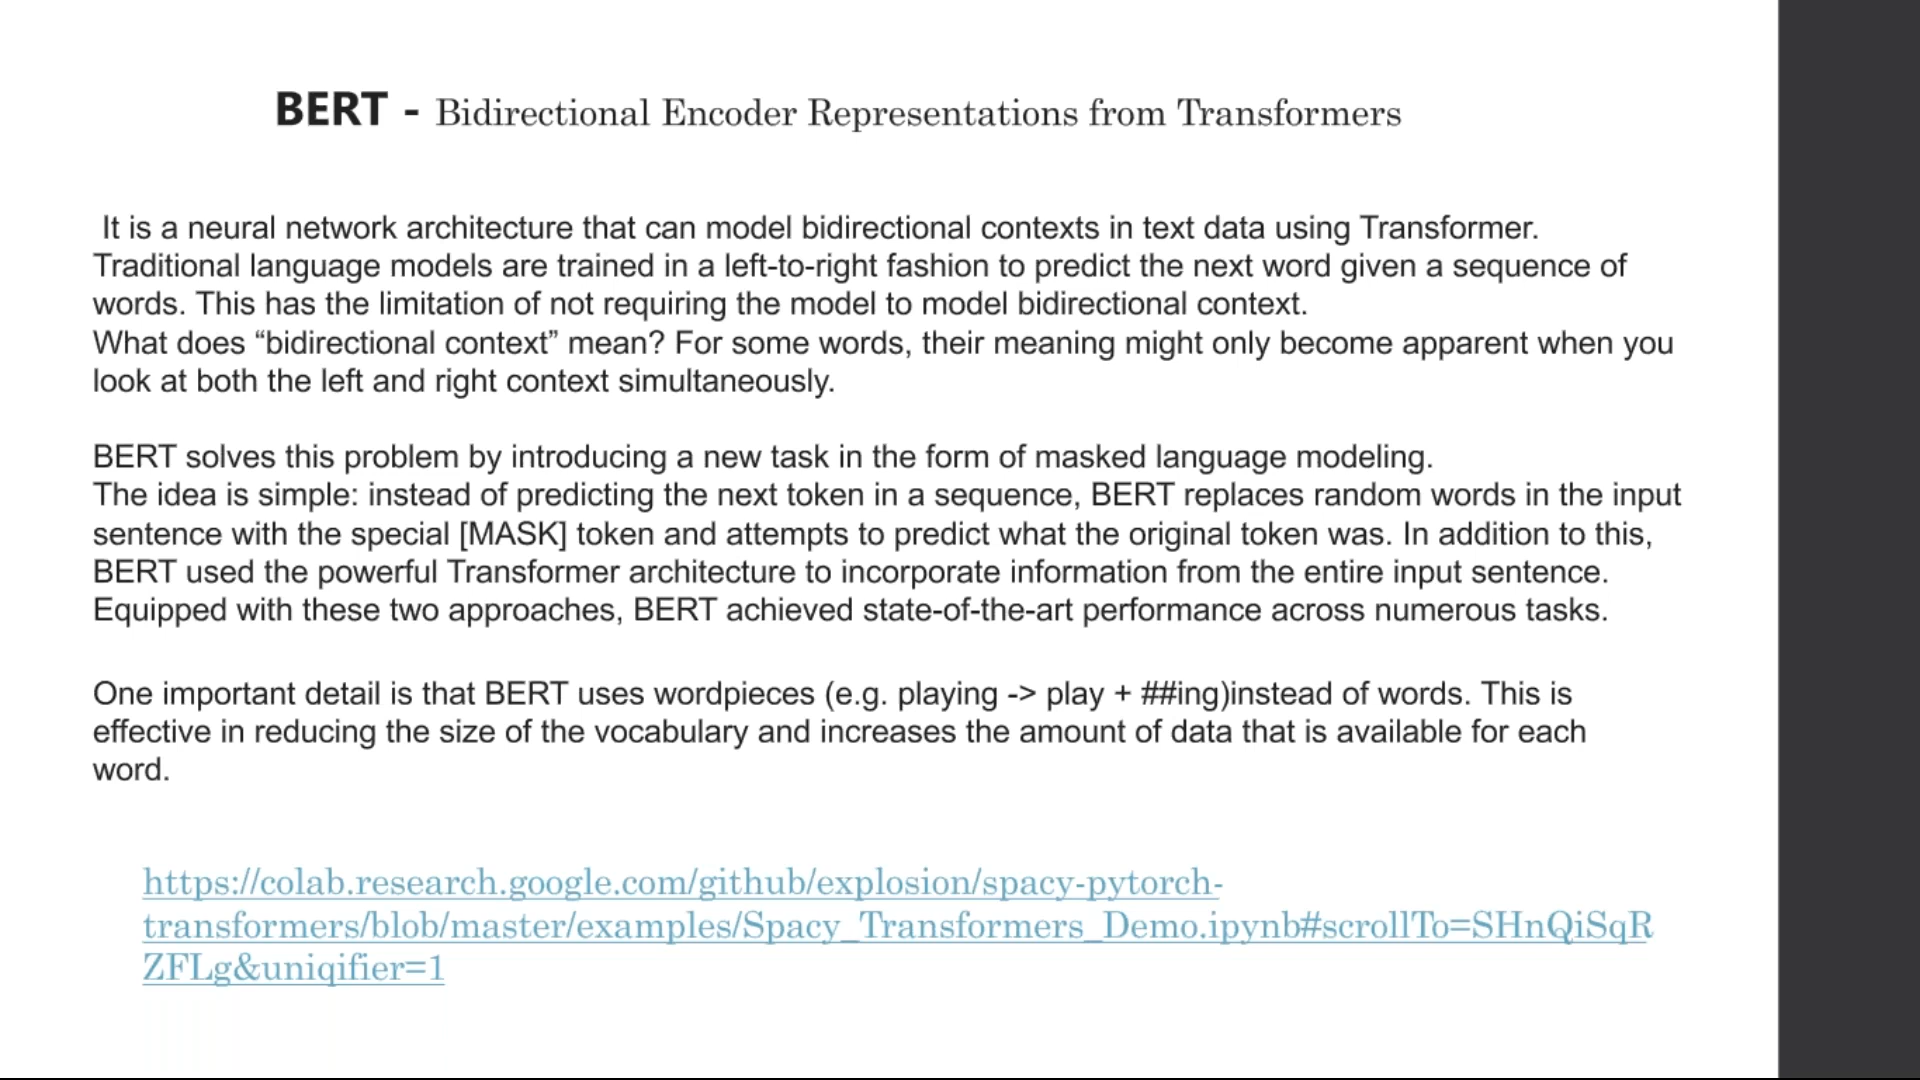 BERT - Bidirectional Encoder Representations from Transformers
It is a neural network architecture that can model bidirectional contexts in text data using Transformer.
Traditional language models are trained in a left-to-right fashion to predict the next word given a sequence of
words. This has the limitation of not requiring the model to model bidirectional context.
What does “bidirectional context” mean? For some words, their meaning might only become apparent when you
look at both the left and right context simultaneously.
BERT solves this problem by introducing a new task in the form of masked language modeling.
The idea is simple: instead of predicting the next token in a sequence, BERT replaces random words in the input
sentence with the special [MASK] token and attempts to predict what the original token was. In addition to this,
BERT used the powerful Transformer architecture to incorporate information from the entire input sentence.
Equipped with these two approaches, BERT achieved state-of-the-art performance across numerous tasks.
One important detail is that BERT uses wordpieces (e.g. playing -> play + ##ing)instead of words. This is
effective in reducing the size of the vocabulary and increases the amount of data that is available for each
word.
https://colab.research.google.com/github/explosion/spacy-pytorch-
transformers/blob/master/examples/Spacy_Transformers_Demo.ipynb#scrollTo=SHnQiSqR
ZFLg&uniqifier=1